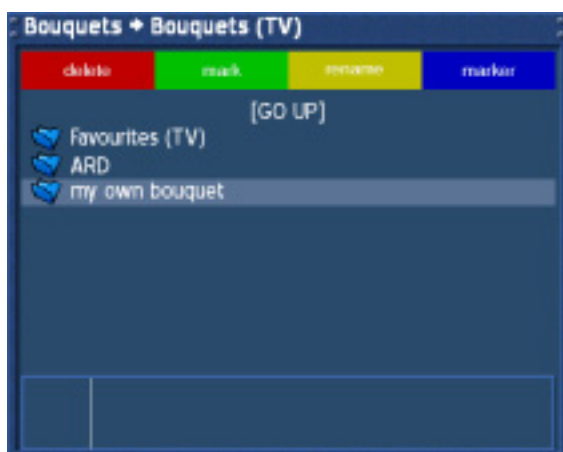 Bouquets → Bouquets (TV)
delete mark rename marker
[GO UP]
Favourites (TV)
ARD
my own bouquet